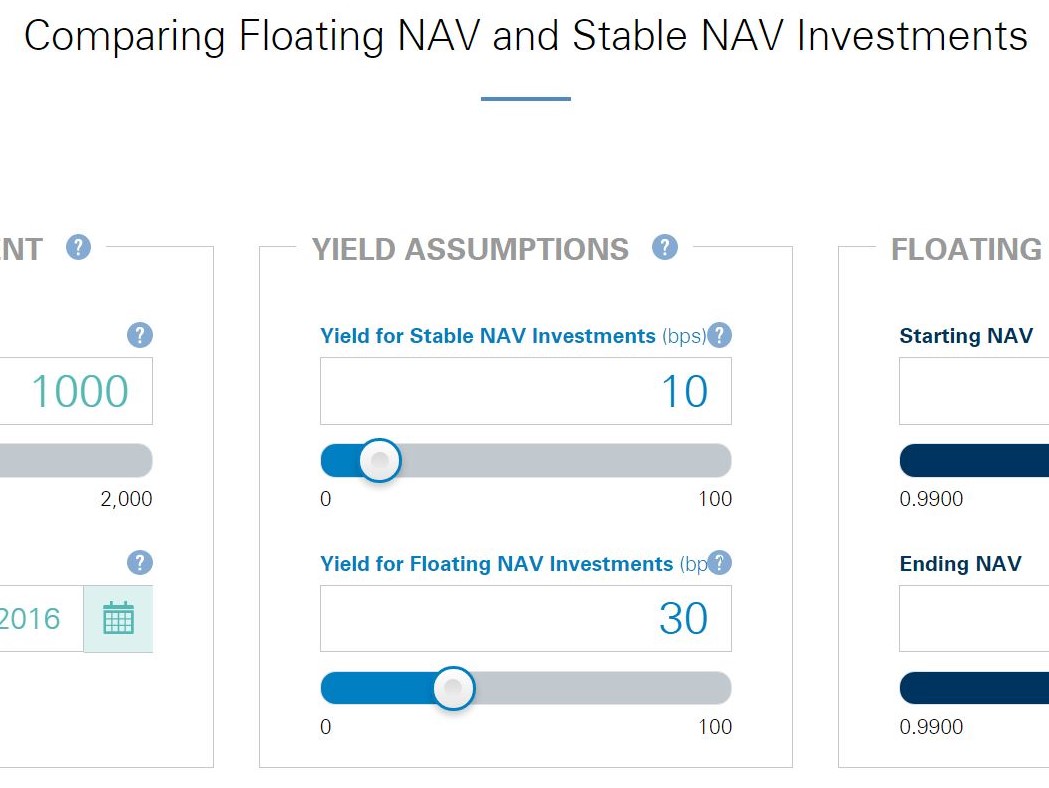 Comparing Floating NAV and Stable NAV Investments
NT ?
YIELD ASSUMPTIONS ?
FLOATING
?
1000
2,000
?
2016
Yield for Stable NAV Investments (bps) ?
10
0 100
Yield for Floating NAV Investments (bp ?
30
0 100
Starting NAV
0.9900
Ending NAV
0.9900